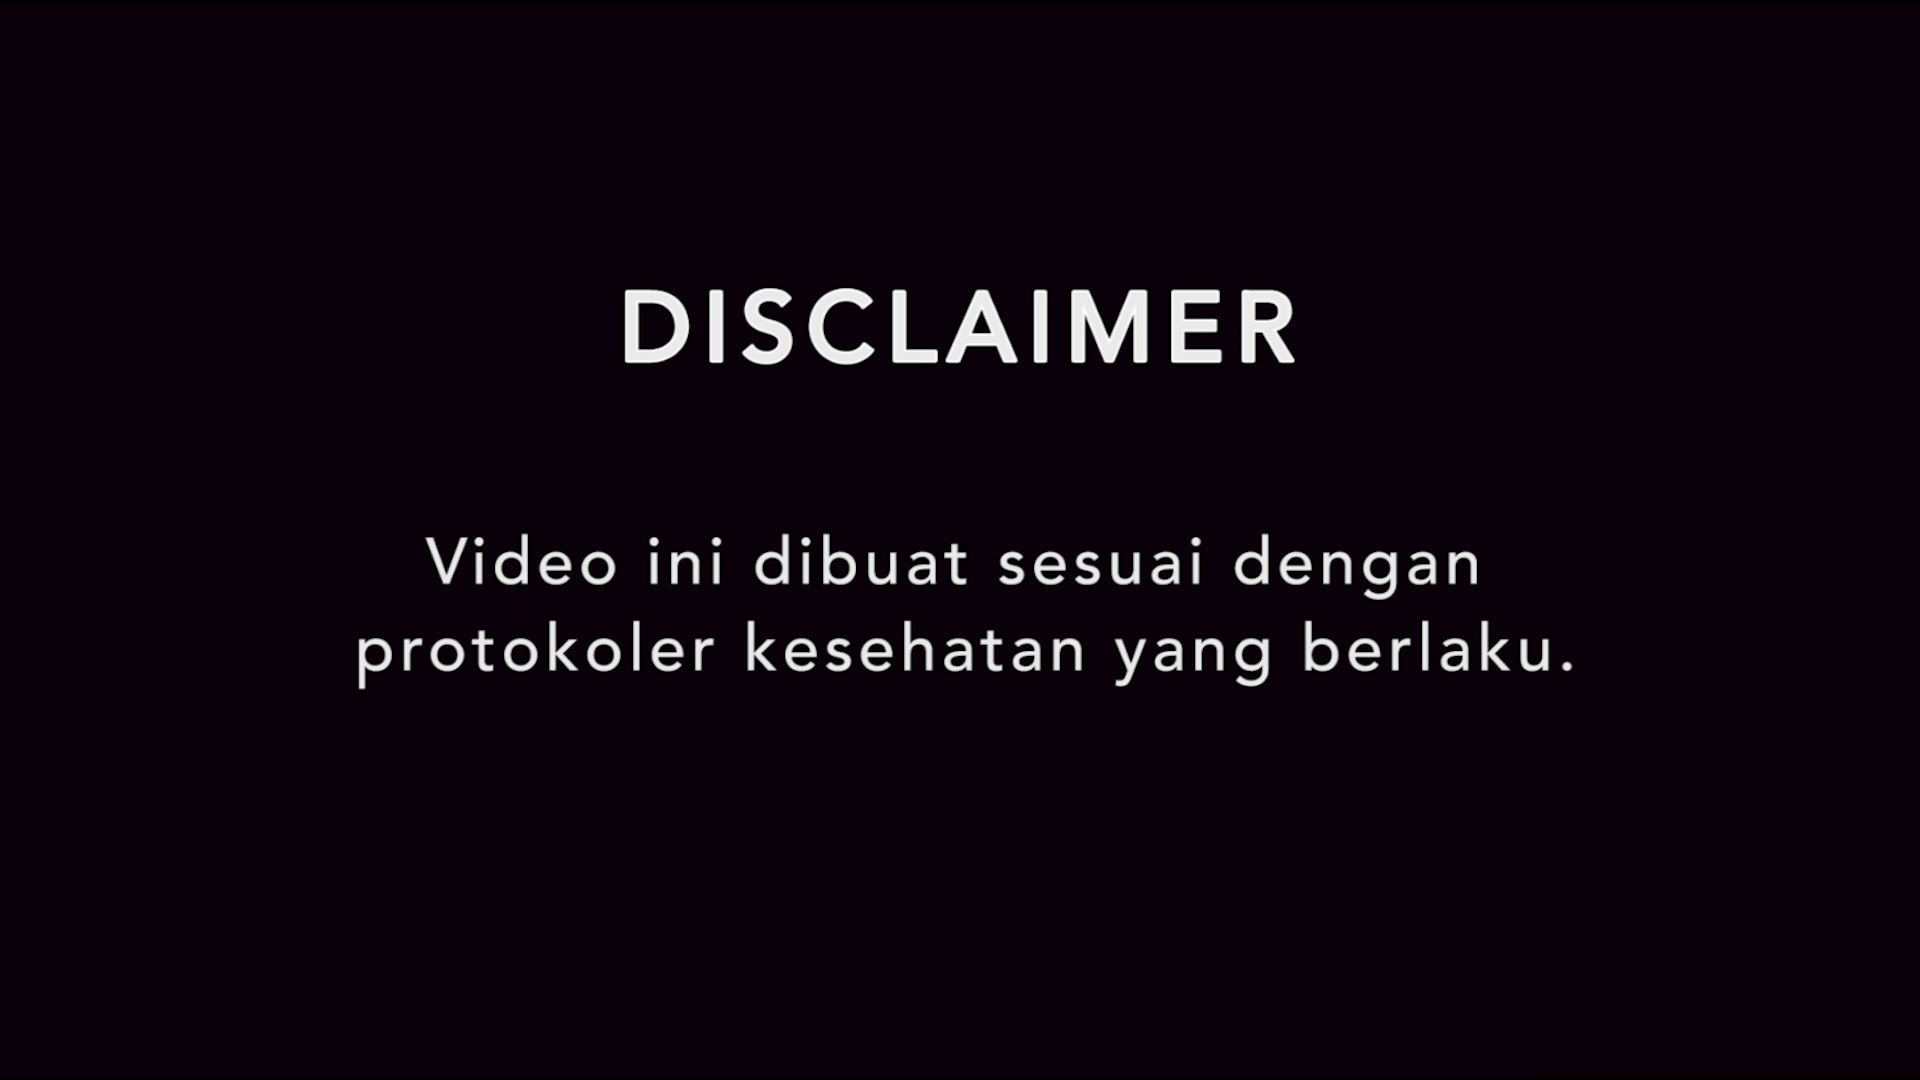 DISCLAIMER
Video ini dibuat sesuai dengan
protokoler kesehatan yang berlaku.